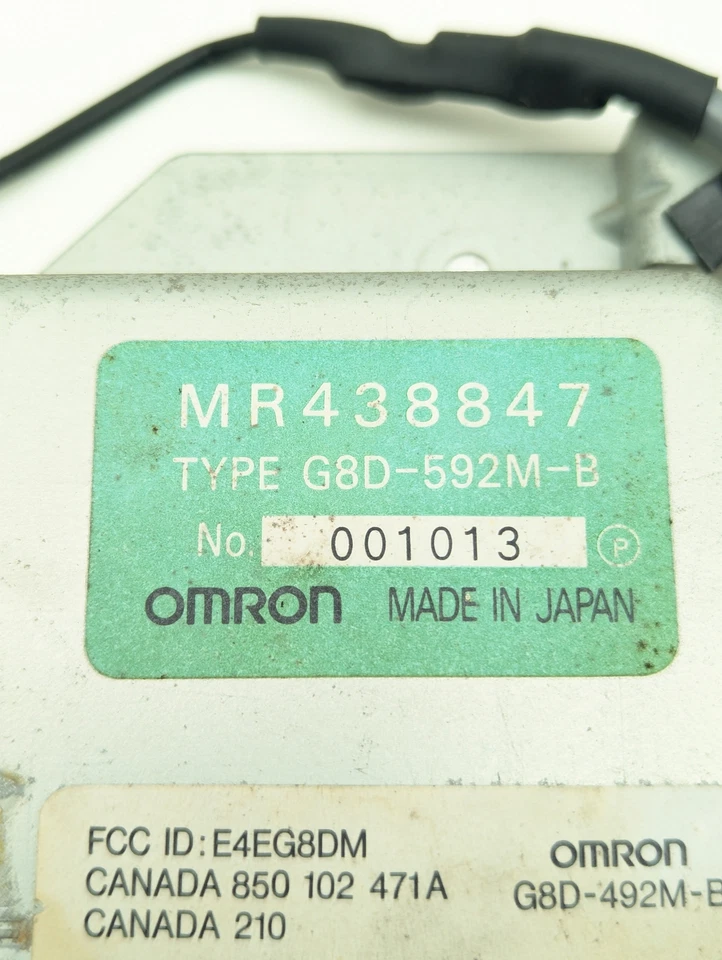 MR438847
TYPE G8D-592M-B
No. 001013 P
OMRON MADE IN JAPAN
FCC ID: E4EG8DM
CANADA 850 102 471A
CANADA 210
OMRON
G8D-492M-B